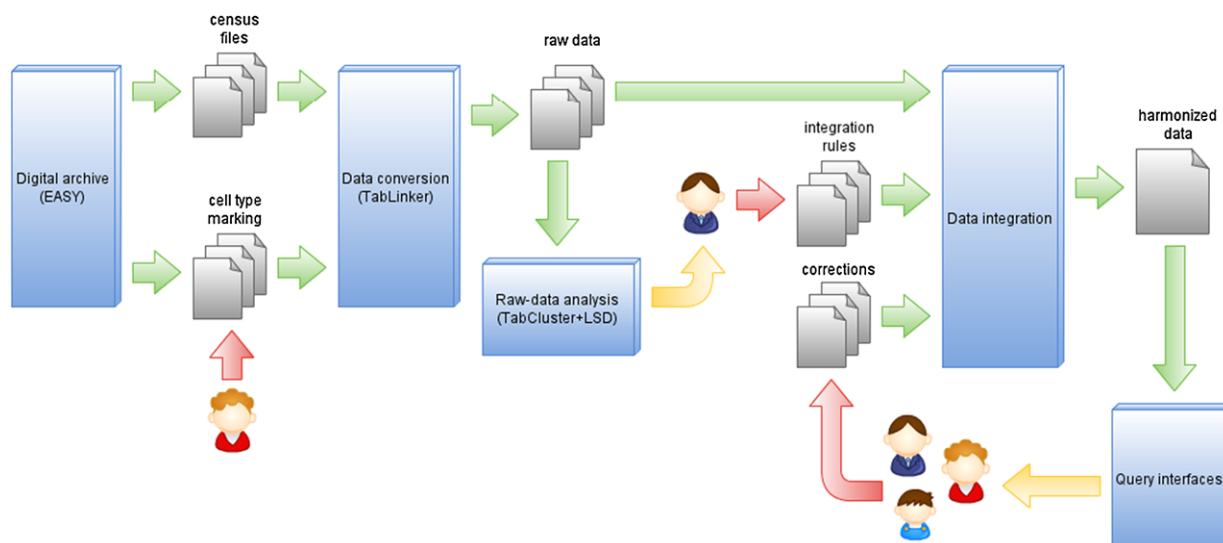 census
files
raw data
integration
rules
harmonized
data
Digital archive
(EASY)
cell type
marking
Data conversion
(TabLinker)
Raw-data analysis
(TabCluster+LSD)
corrections
Data integration
Query interfaces